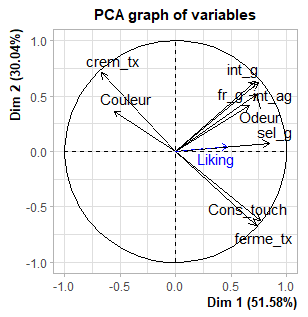 PCA graph of variables
Dim 2 (30.04%)
1.0
0.5
0.0
-0.5
-1.0
crem_tx
Couleur
int_g
fr_g
nt_ag
Odeur
sel_g
Liking
Cons_touch
ferme_tx
-1.0 -0.5 0.0 0.5 1.0
Dim 1 (51.58%)